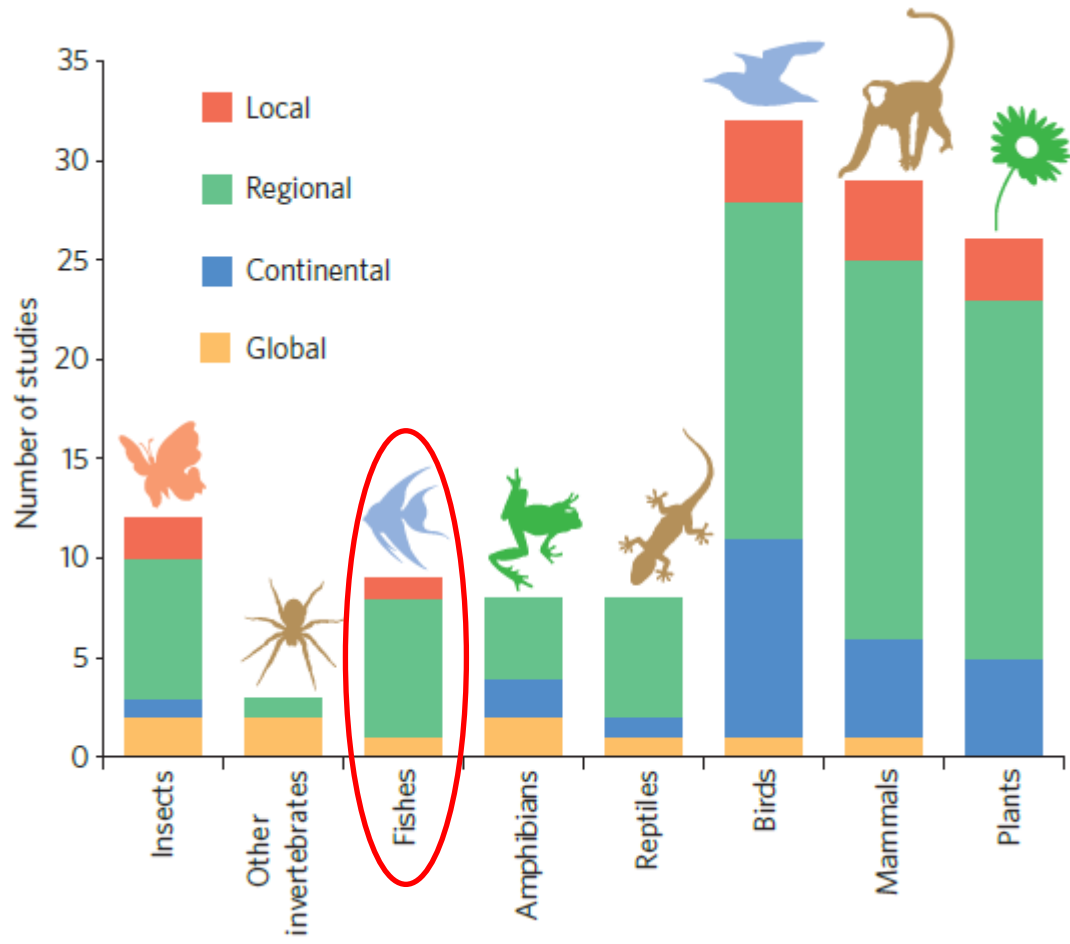 35
30
25
20
15
10
5
0
Number of studies
Local
Regional
Continental
Global
Insects
Other
invertebrates
Fishes
Amphibians
Reptiles
Birds
Mammals
Plants